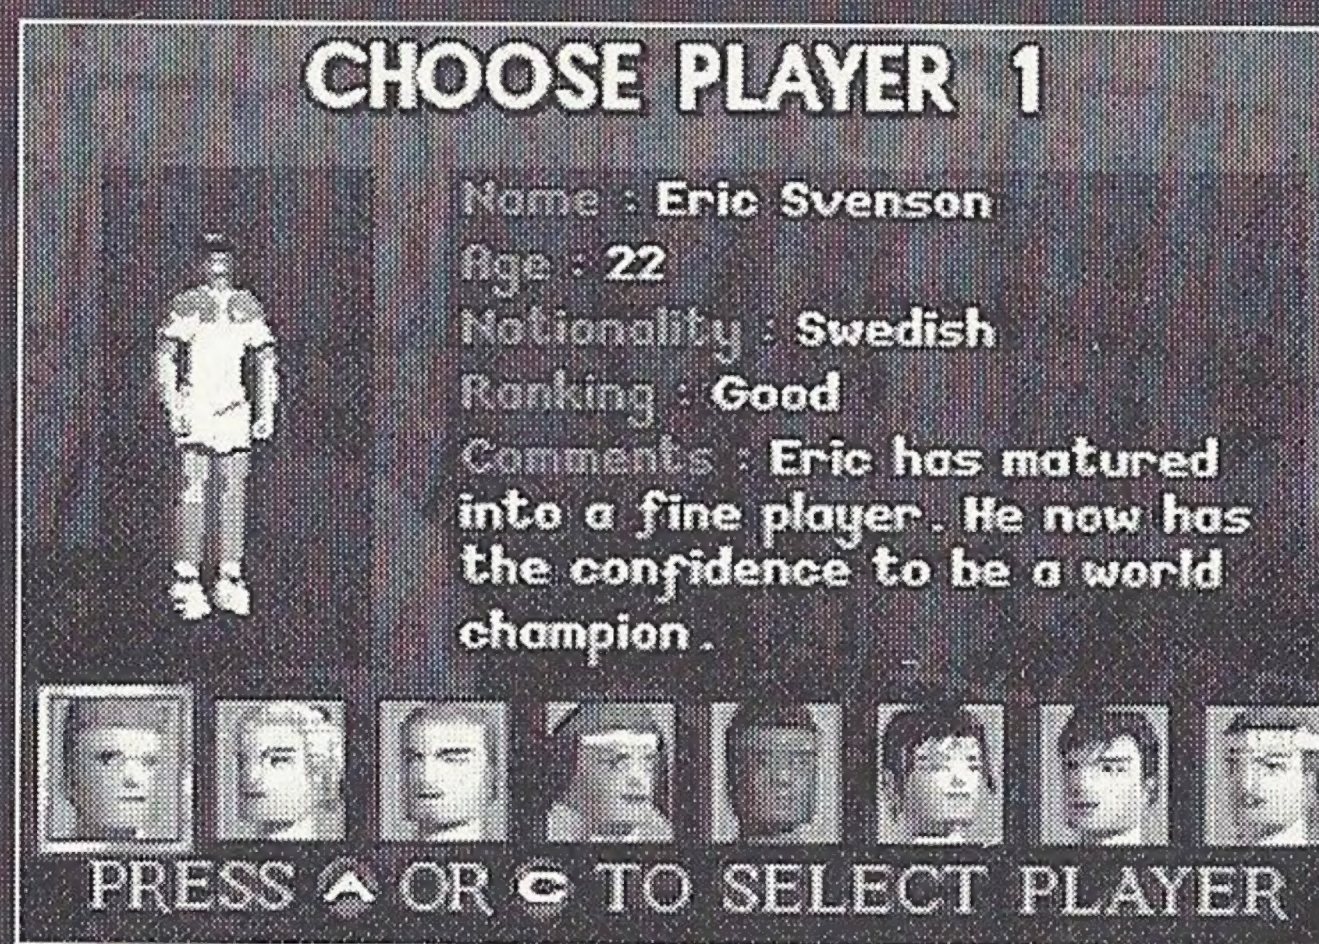 CHOOSE PLAYER 1
Name : Eric Svenson
Age : 22
Nationality : Swedish
Ranking : Good
Comments : Eric has matured
into a fine player. He now has
the confidence to be a world
champion.
PRESS A OR C TO SELECT PLAYER